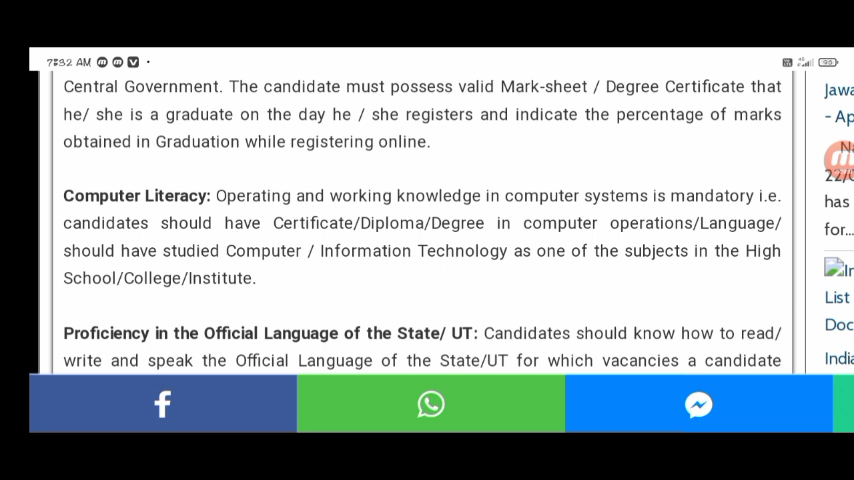 7:32 AM
Central Government. The candidate must possess valid Mark-sheet / Degree Certificate that
he/ she is a graduate on the day he / she registers and indicate the percentage of marks
obtained in Graduation while registering online.
Computer Literacy: Operating and working knowledge in computer systems is mandatory i.e.
candidates should have Certificate/Diploma/Degree in computer operations/Language/
should have studied Computer / Information Technology as one of the subjects in the High
School/College/Institute.
Proficiency in the Official Language of the State/ UT: Candidates should know how to read/
write and speak the Official Language of the State/UT for which vacancies a candidate
Jawa
- Ap
Na
22/0
has
for...
In
List
Doc
India